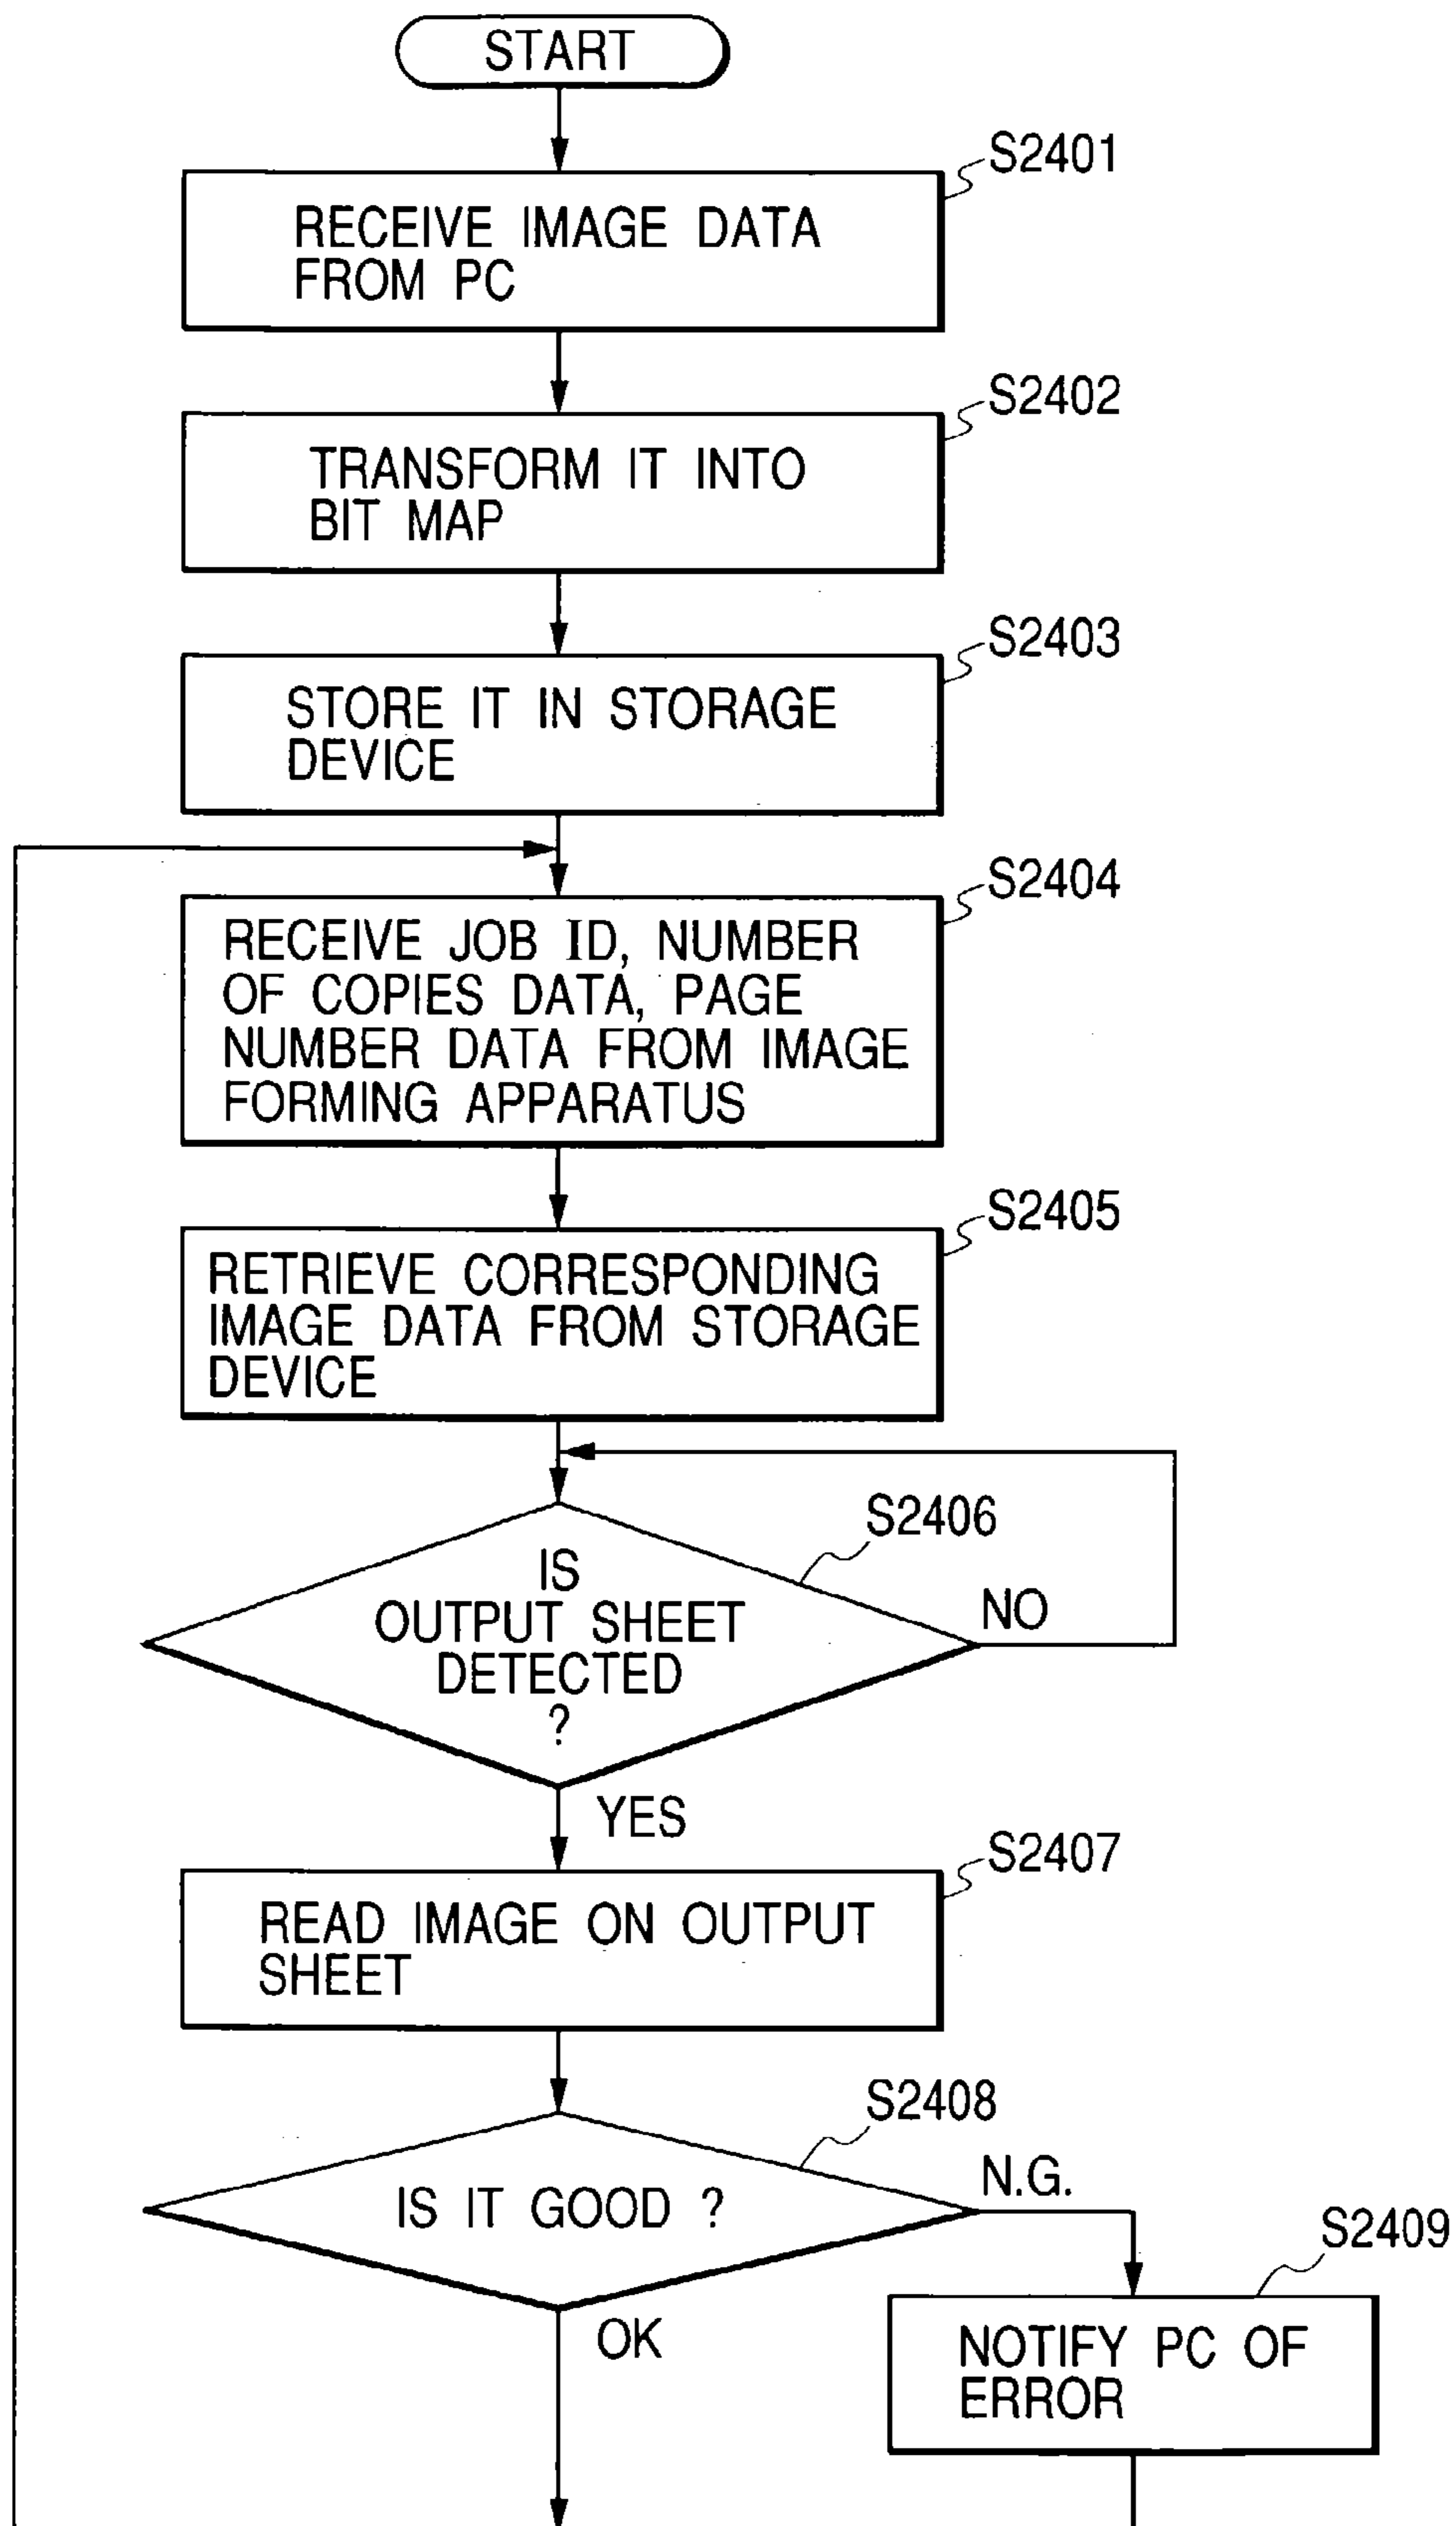 START
S2401
RECEIVE IMAGE DATA
FROM PC
S2402
TRANSFORM IT INTO
BIT MAP
S2403
STORE IT IN STORAGE
DEVICE
S2404
RECEIVE JOB ID, NUMBER
OF COPIES DATA, PAGE
NUMBER DATA FROM IMAGE
FORMING APPARATUS
S2405
RETRIEVE CORRESPONDING
IMAGE DATA FROM STORAGE
DEVICE
S2406
IS
OUTPUT SHEET
DETECTED
?
NO
YES
S2407
READ IMAGE ON OUTPUT
SHEET
S2408
IS IT GOOD ?
N.G.
S2409
OK
NOTIFY PC OF
ERROR